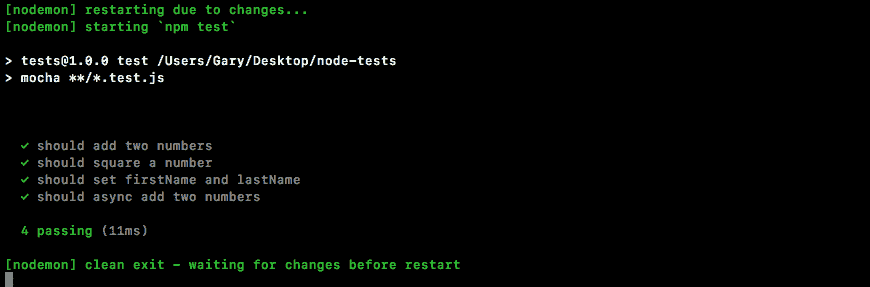 [nodemon] restarting due to changes...
[nodemon] starting `npm test`
> tests@1.0.0 test /Users/Gary/Desktop/node-tests
> mocha **/*.test.js
✓ should add two numbers
✓ should square a number
✓ should set firstName and lastName
✓ should async add two numbers
4 passing (11ms)
[nodemon] clean exit - waiting for changes before restart